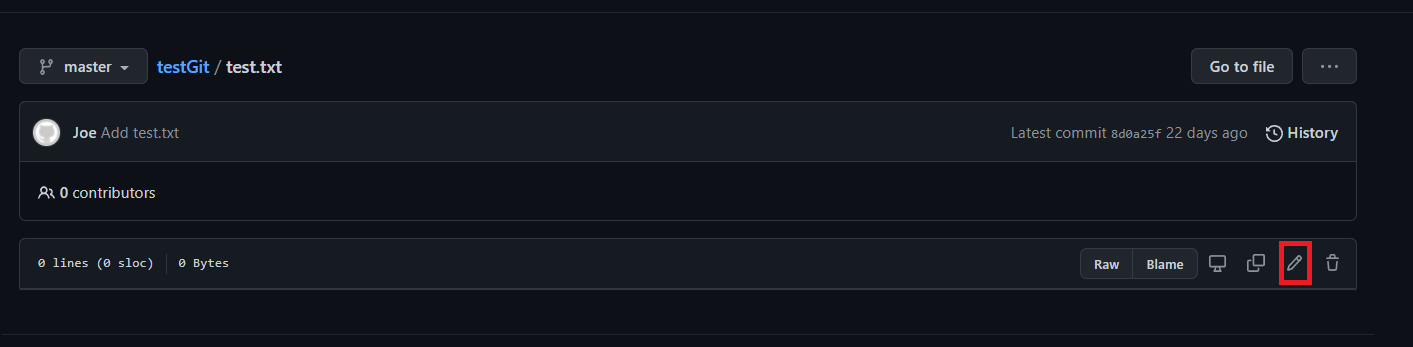 master testGit / test.txt Go to file ...
Joe Add test.txt Latest commit 8d0a25f 22 days ago History
0 contributors
0 lines (0 sloc) 0 Bytes Raw Blame